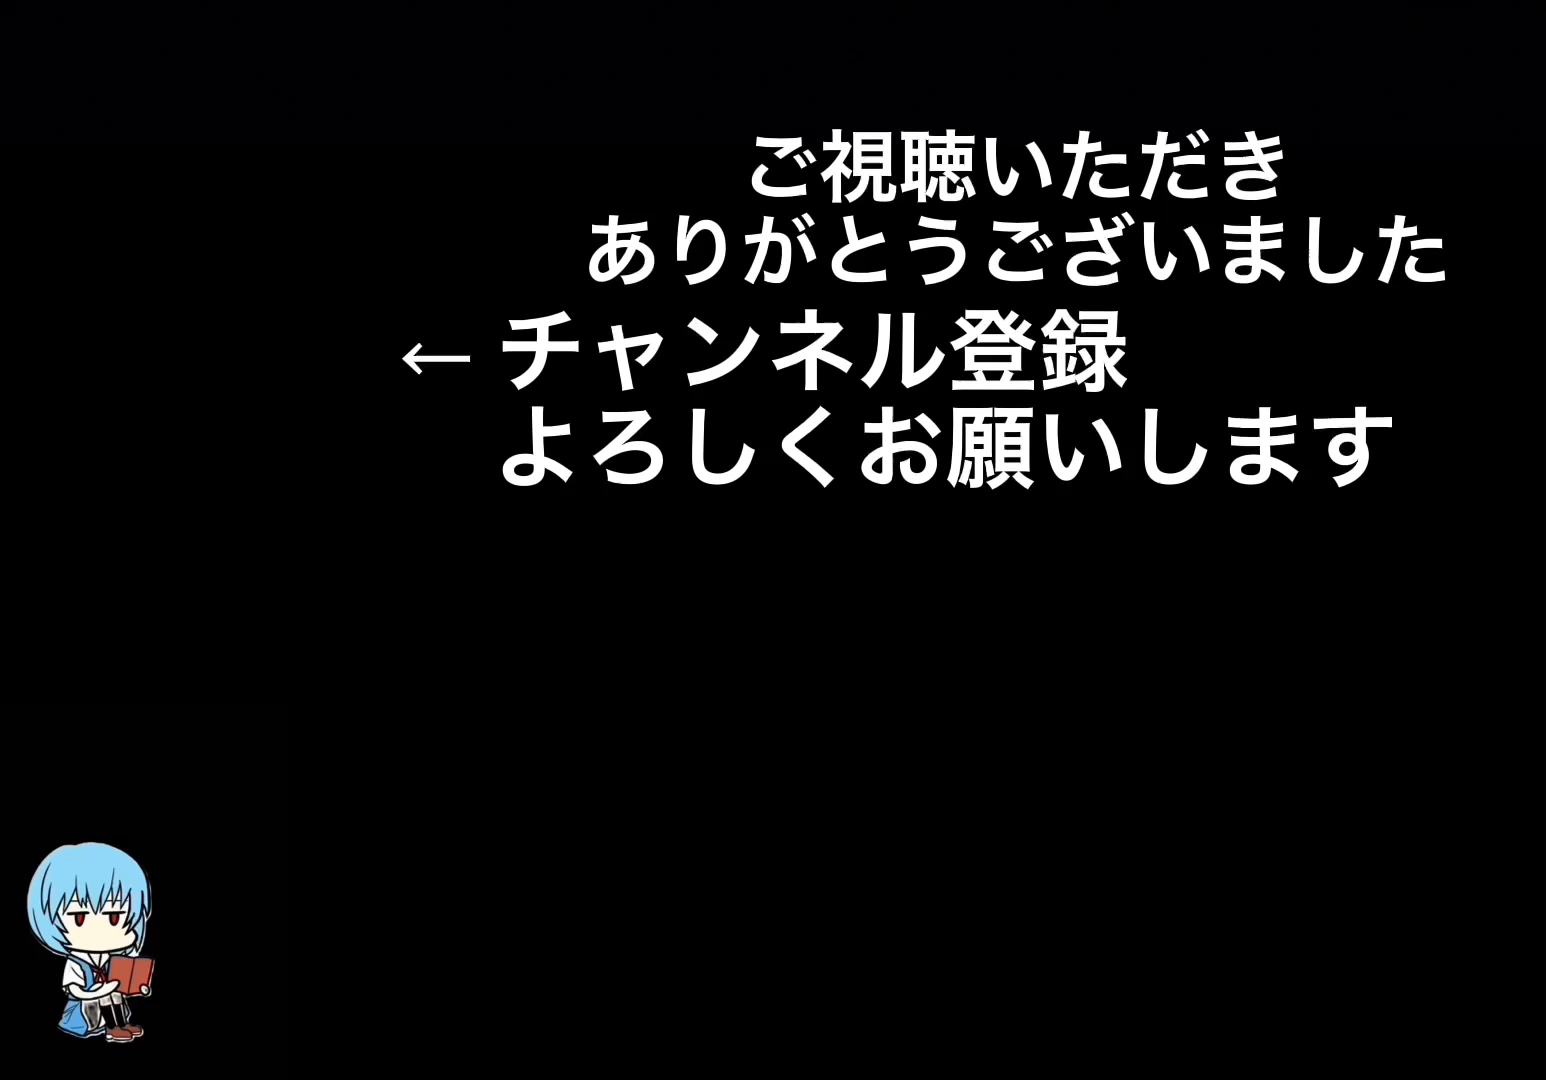 ご視聴いただき
ありがとうございました
← チャンネル登録
よろしくお願いします